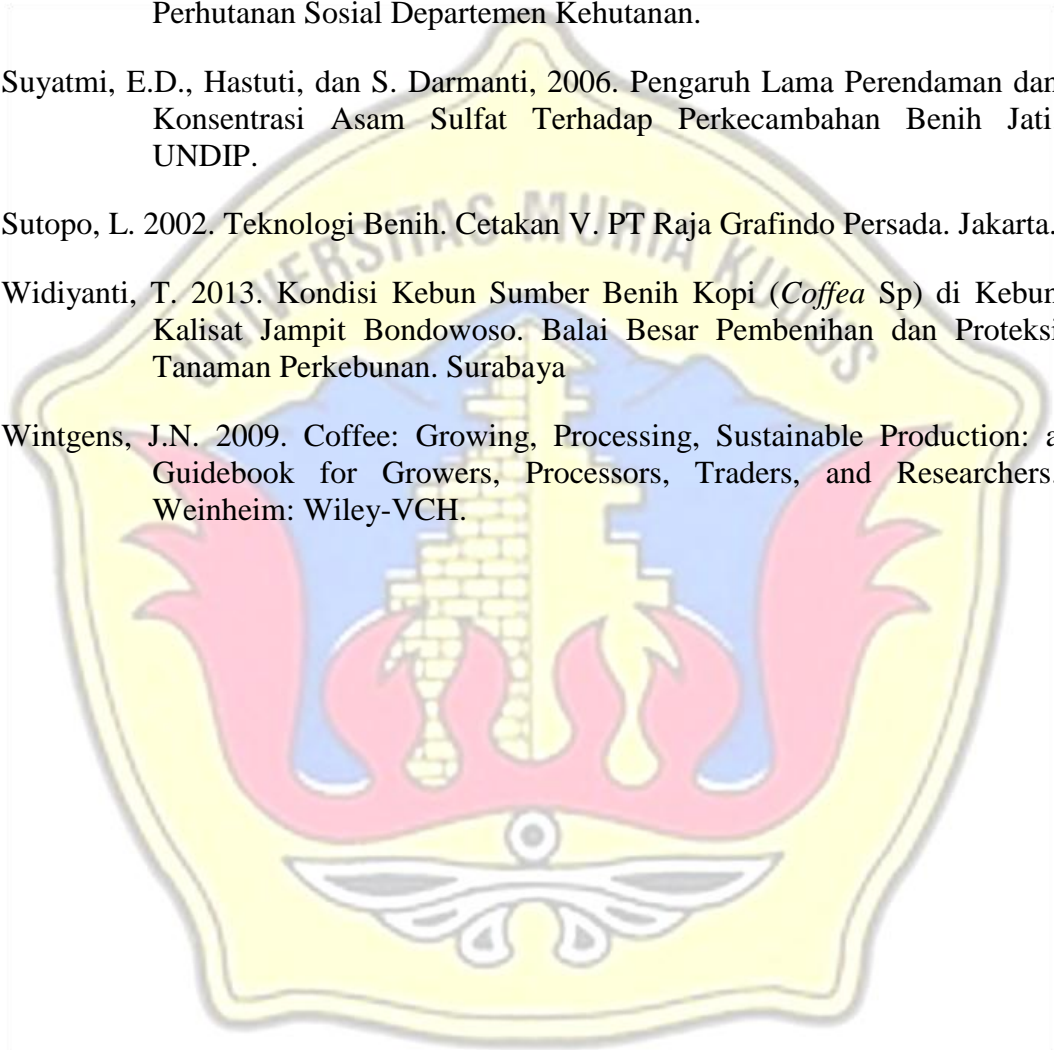 Perhutanan Sosial Departemen Kehutanan.
Suyatmi, E.D., Hastuti, dan S. Darmanti, 2006. Pengaruh Lama Perendaman dan
Konsentrasi Asam Sulfat Terhadap Perkecambahan Benih Jati
UNDIP.
UNIVERSITAS MURIA KUDUS
Sutopo, L. 2002. Teknologi Benih. Cetakan V. PT Raja Grafindo Persada. Jakarta.
Widiyanti, T. 2013. Kondisi Kebun Sumber Benih Kopi (Coffea Sp) di Kebun
Kalisat Jampit Bondowoso. Balai Besar Pembenihan dan Proteksi
Tanaman Perkebunan. Surabaya
Wintgens, J.N. 2009. Coffee: Growing, Processing, Sustainable Production: a
Guidebook for Growers, Processors, Traders, and Researchers.
Weinheim: Wiley-VCH.